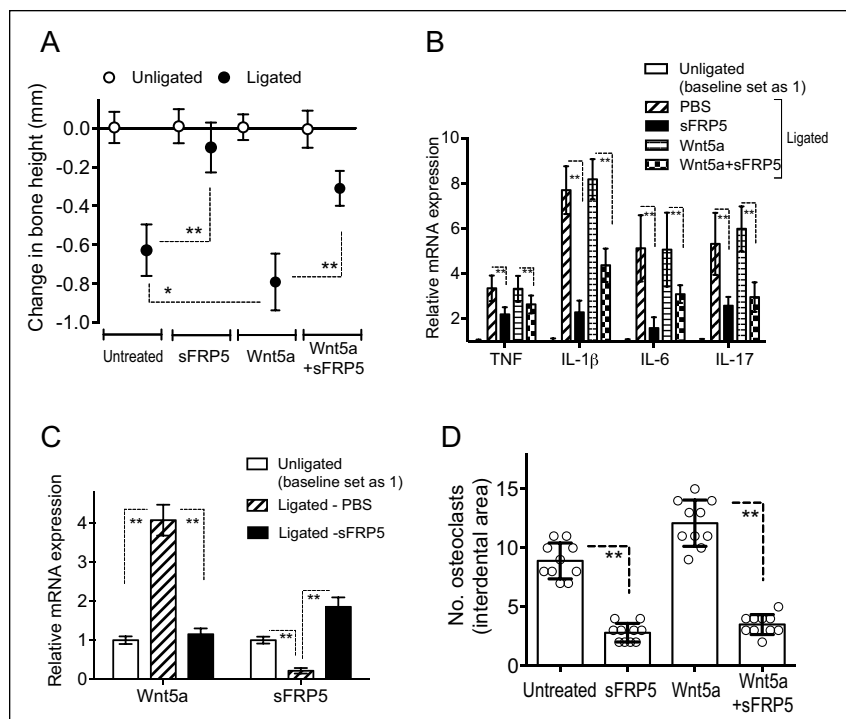 A
Unligated
Ligated
Change in bone height (mm)
0.0
-0.2
-0.4
-0.6
-0.8
-1.0
**
*
**
Untreated
sFRP5
Wnt5a
Wnt5a
+sFRP5
B
Unligated
(baseline set as 1)
PBS
sFRP5
Wnt5a
Wnt5a+sFRP5
Ligated
Relative mRNA expression
10
8
6
4
2
**
**
**
**
**
**
**
**
TNF
IL-1β
IL-6
IL-17
C
Unligated
(baseline set as 1)
Ligated - PBS
Ligated -sFRP5
Relative mRNA expression
4
3
2
1
0
**
**
**
**
Wnt5a
sFRP5
D
No. osteoclasts
(interdental area)
15
10
5
0
**
**
Untreated
sFRP5
Wnt5a
Wnt5a
+sFRP5